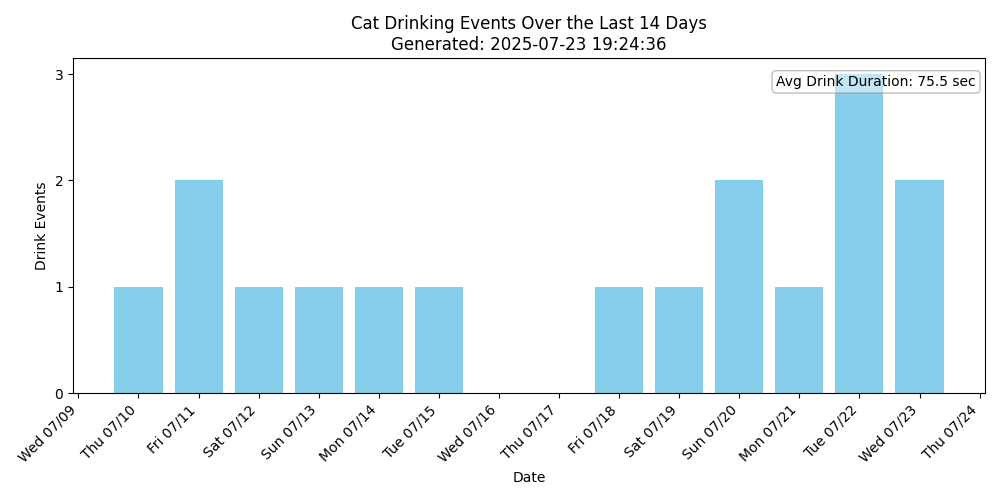 Cat Drinking Events Over the Last 14 Days
Generated: 2025-07-23 19:24:36
Avg Drink Duration: 75.5 sec
Drink Events
3
2
1
0
Wed 07/09
Thu 07/10
Fri 07/11
Sat 07/12
Sun 07/13
Mon 07/14
Tue 07/15
Wed 07/16
Thu 07/17
Fri 07/18
Sat 07/19
Sun 07/20
Mon 07/21
Tue 07/22
Wed 07/23
Thu 07/24
Date